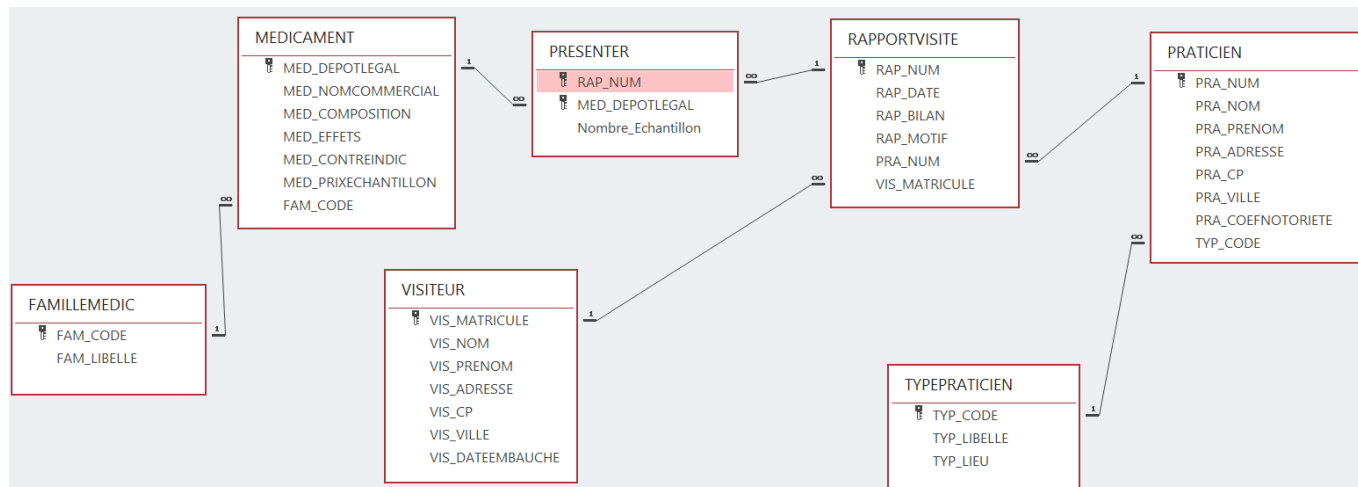 MEDICAMENT
MED_DEPOTLEGAL
MED_NOMCOMMERCIAL
MED_COMPOSITION
MED_EFFETS
MED_CONTREINDIC
MED_PRIXECHANTILLON
FAM_CODE
1
∞
∞
PRESENTER
RAP_NUM
MED_DEPOTLEGAL
Nombre_Echantillon
∞
1
RAPPORTVISITE
RAP_NUM
RAP_DATE
RAP_BILAN
RAP_MOTIF
PRA_NUM
VIS_MATRICULE
∞
∞
1
PRATICIEN
PRA_NUM
PRA_NOM
PRA_PRENOM
PRA_ADRESSE
PRA_CP
PRA_VILLE
PRA_COEFNOTORIETE
TYP_CODE
∞
FAMILLEMEDIC
FAM_CODE
FAM_LIBELLE
1
VISITEUR
VIS_MATRICULE
VIS_NOM
VIS_PRENOM
VIS_ADRESSE
VIS_CP
VIS_VILLE
VIS_DATEEMBAUCHE
1
TYPEPRATICIEN
TYP_CODE
TYP_LIBELLE
TYP_LIEU
1